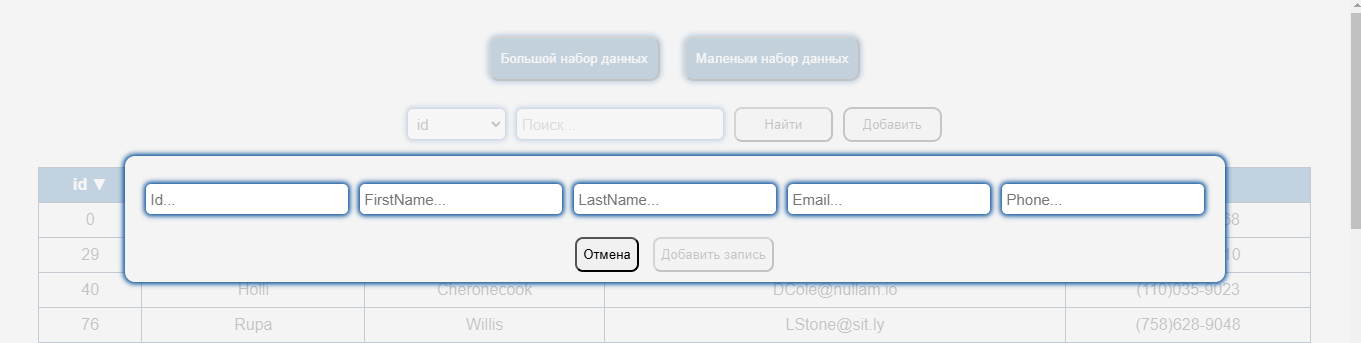 Большой набор данных Маленьки набор данных
id Поиск... Найти Добавить
id ▼
Id... FirstName... LastName... Email... Phone...
0 68
29 10
Отмена Добавить запись
40 Holli Cheronecook DCole@nullam.io (110)035-9023
76 Rupa Willis LStone@sit.ly (758)628-9048